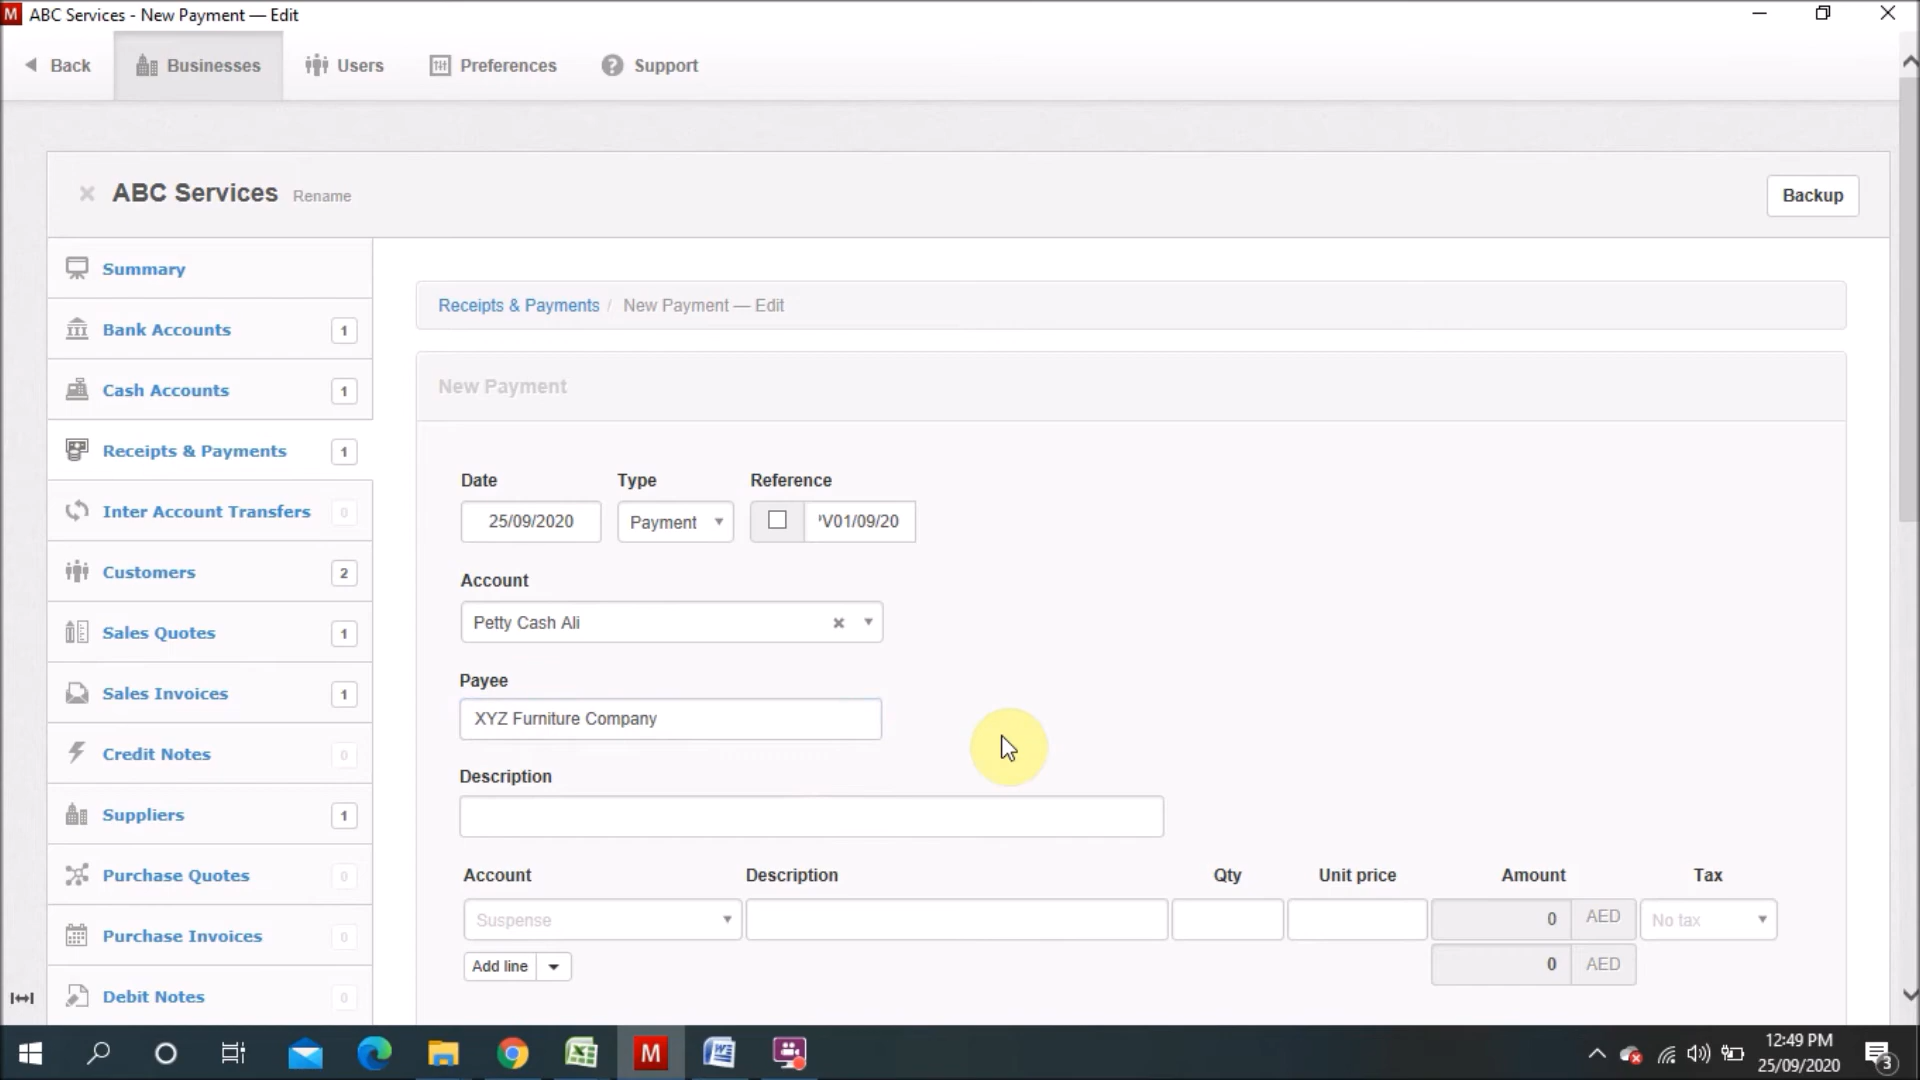 M ABC Services - New Payment — Edit
Back Businesses Users Preferences Support
ABC Services Rename
Backup
Summary
Bank Accounts 1
Cash Accounts 1
Receipts & Payments 1
Inter Account Transfers 0
Customers 2
Sales Quotes 1
Sales Invoices 1
Credit Notes 0
Suppliers 1
Purchase Quotes 0
Purchase Invoices 0
Debit Notes 0
Receipts & Payments / New Payment — Edit
New Payment
Date Type Reference
25/09/2020 Payment 'V01/09/20
Account
Petty Cash Ali
Payee
XYZ Furniture Company
Description
Account Description Qty Unit price Amount Tax
Suspense 0 AED No tax
Add line 0 AED
M
12:49 PM
25/09/2020
3